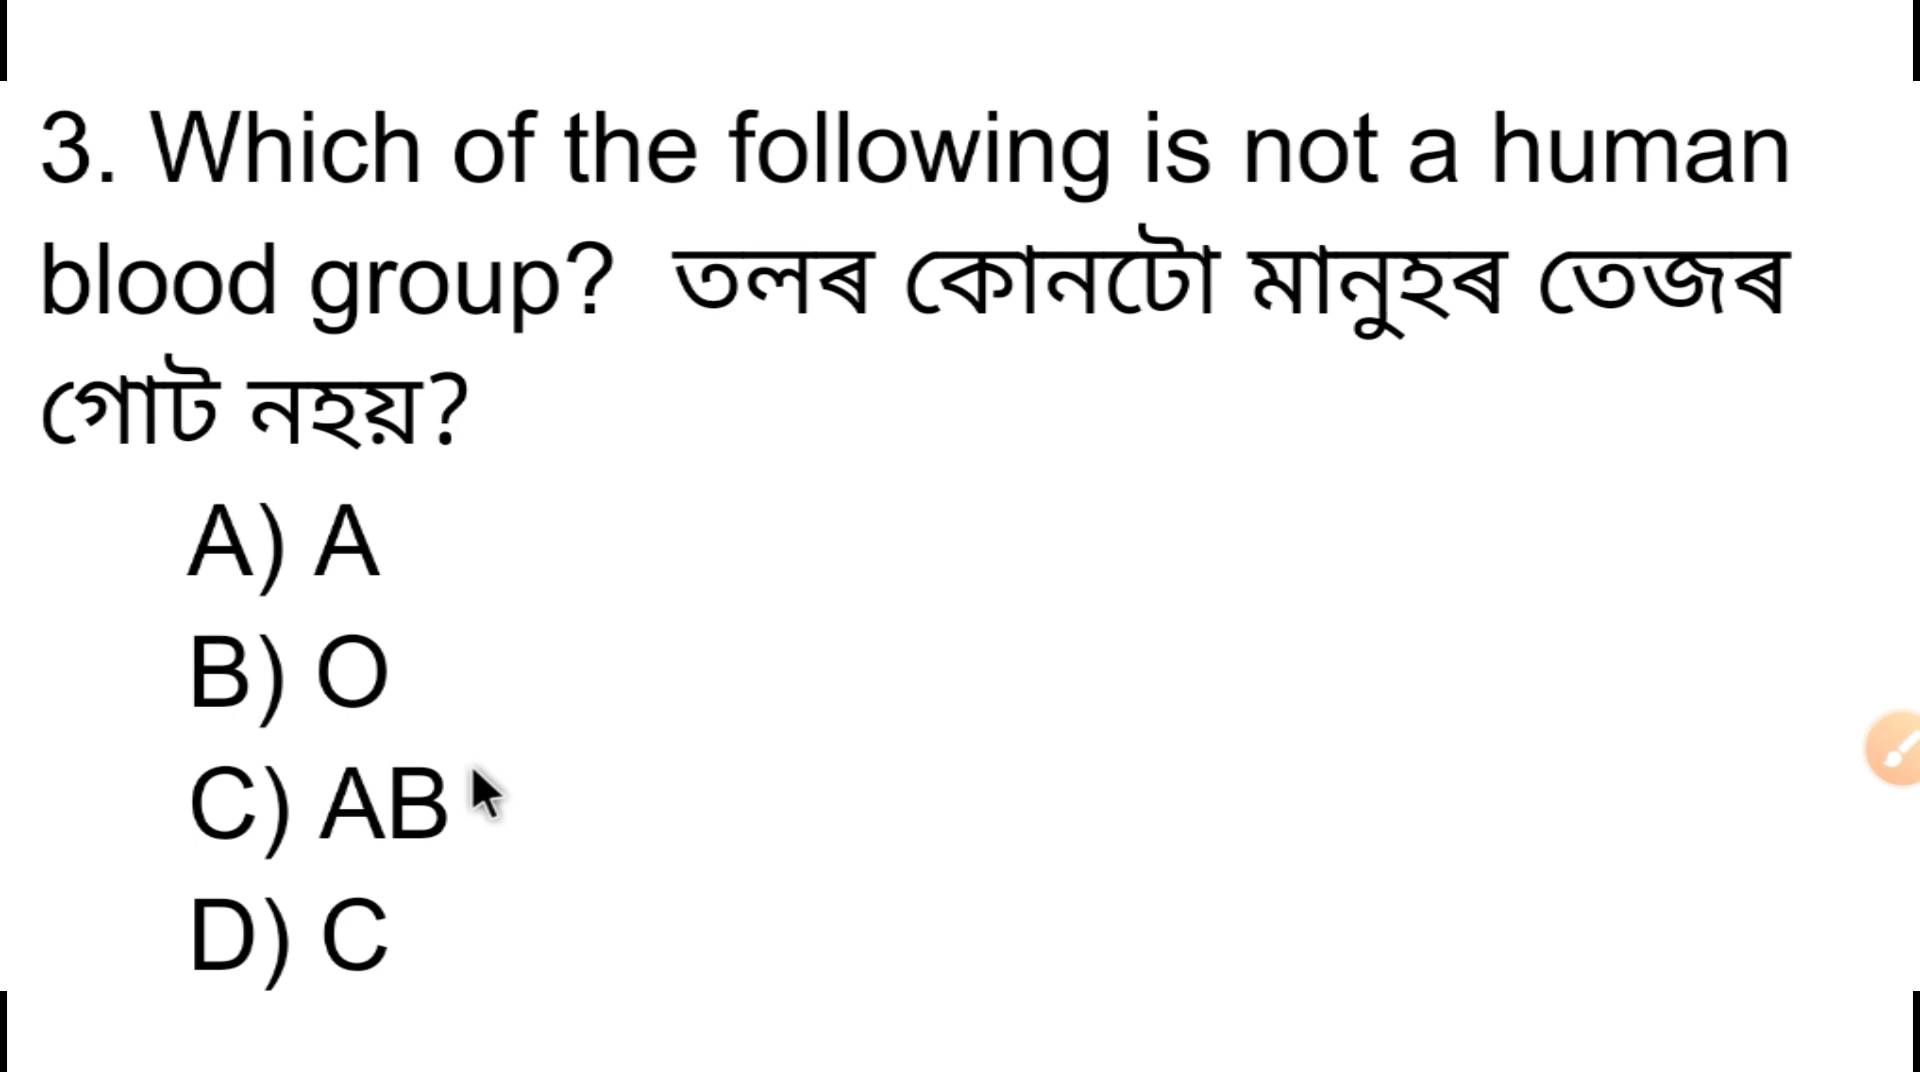 3. Which of the following is not a human
blood group? তলৰ কোনটো মানুহৰ তেজৰ
গোট নহয়?
A) A
B) O
C) AB
D) C